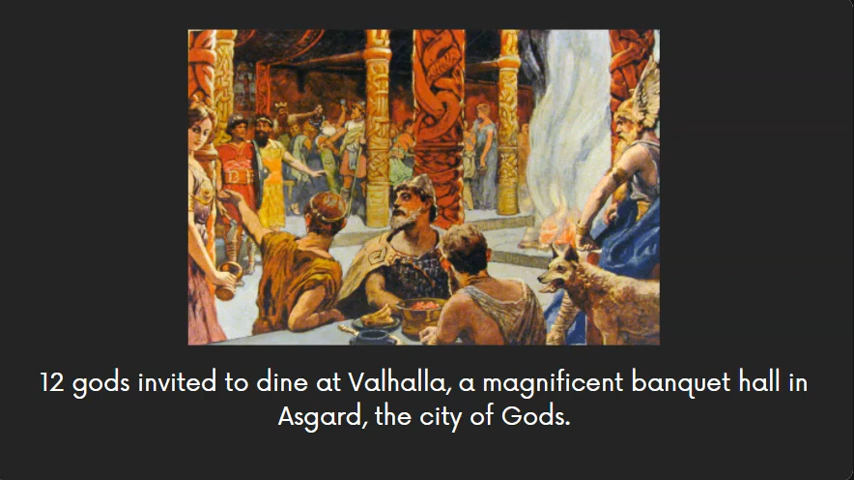 12 gods invited to dine at Valhalla, a magnificent banquet hall in
Asgard, the city of Gods.